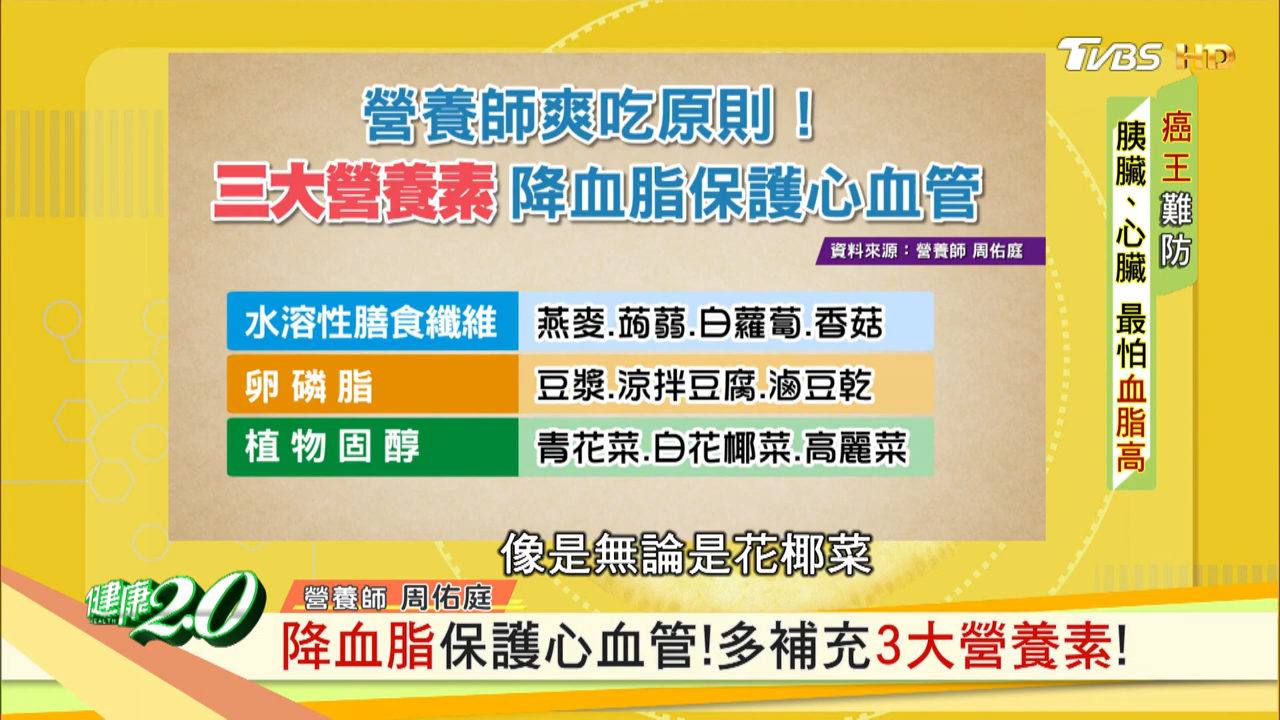 TVBS HD
營養師爽吃原則！
三大營養素 降血脂保護心血管
資料來源：營養師 周佑庭
水溶性膳食纖維 燕麥.蒟蒻.白蘿蔔.香菇
卵磷脂 豆漿.涼拌豆腐.滷豆乾
植物固醇 青花菜.白花椰菜.高麗菜
癌王難防
胰臟、心臟 最怕血脂高
像是無論是花椰菜
健康2.0
HEALTH
營養師 周佑庭
降血脂保護心血管!多補充3大營養素!